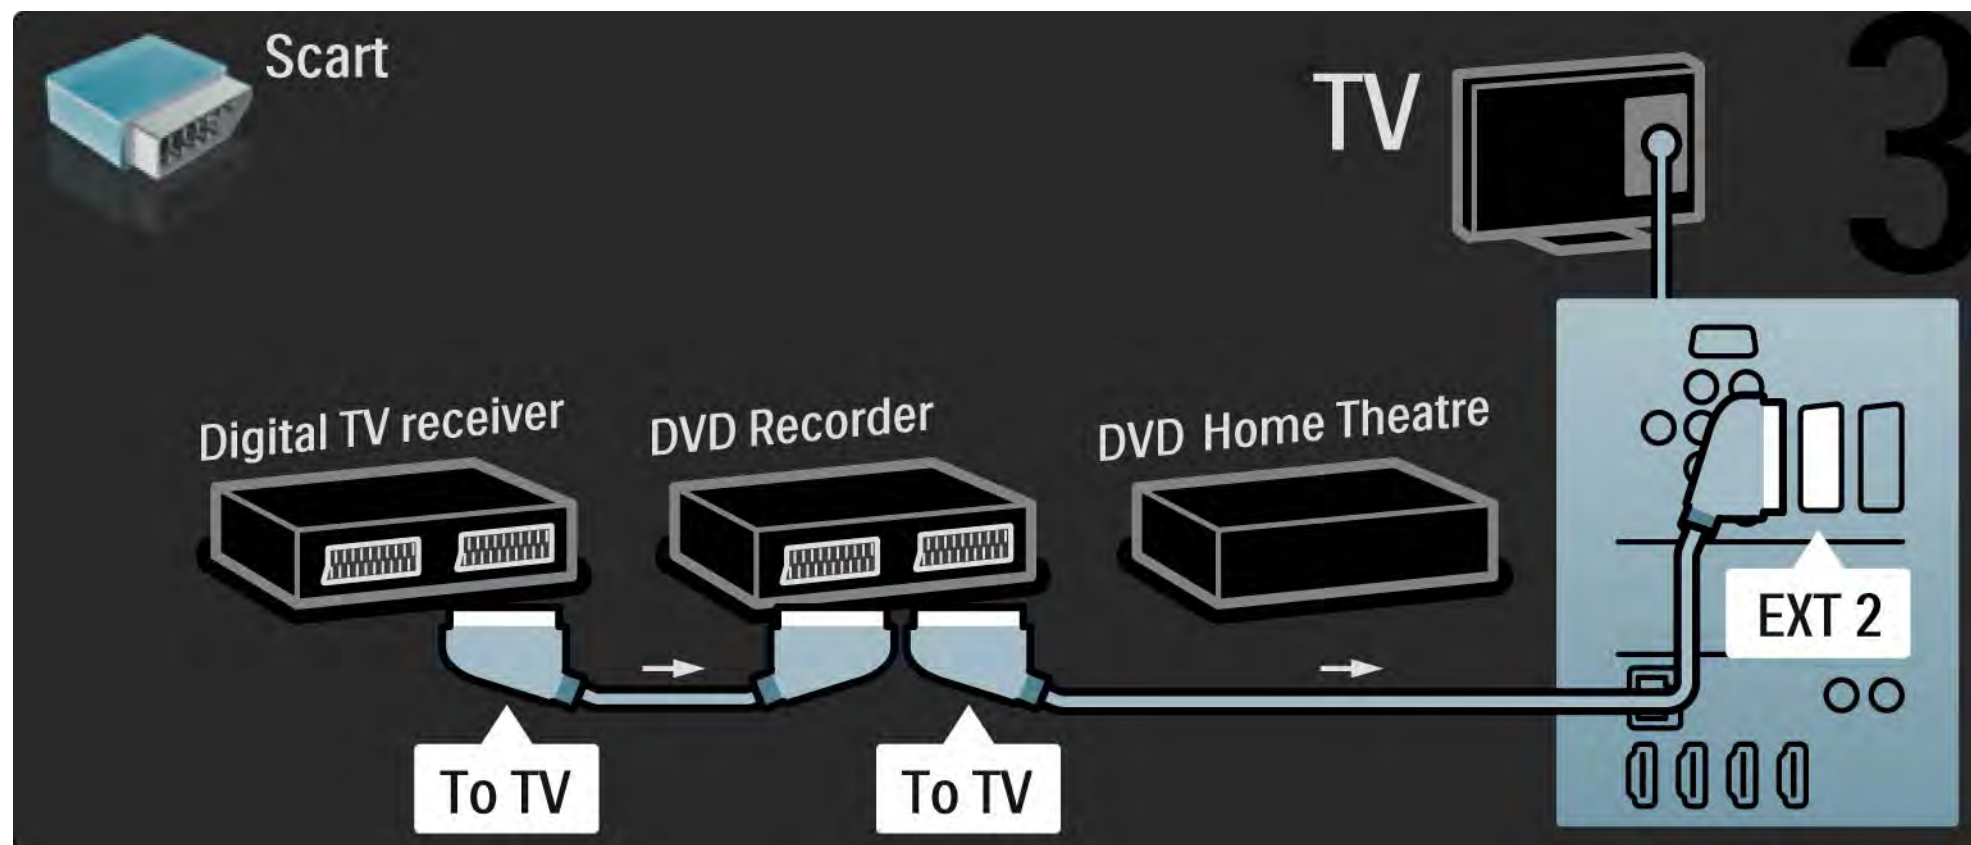 Scart
TV
3
Digital TV receiver
DVD Recorder
DVD Home Theatre
EXT 2
To TV
To TV